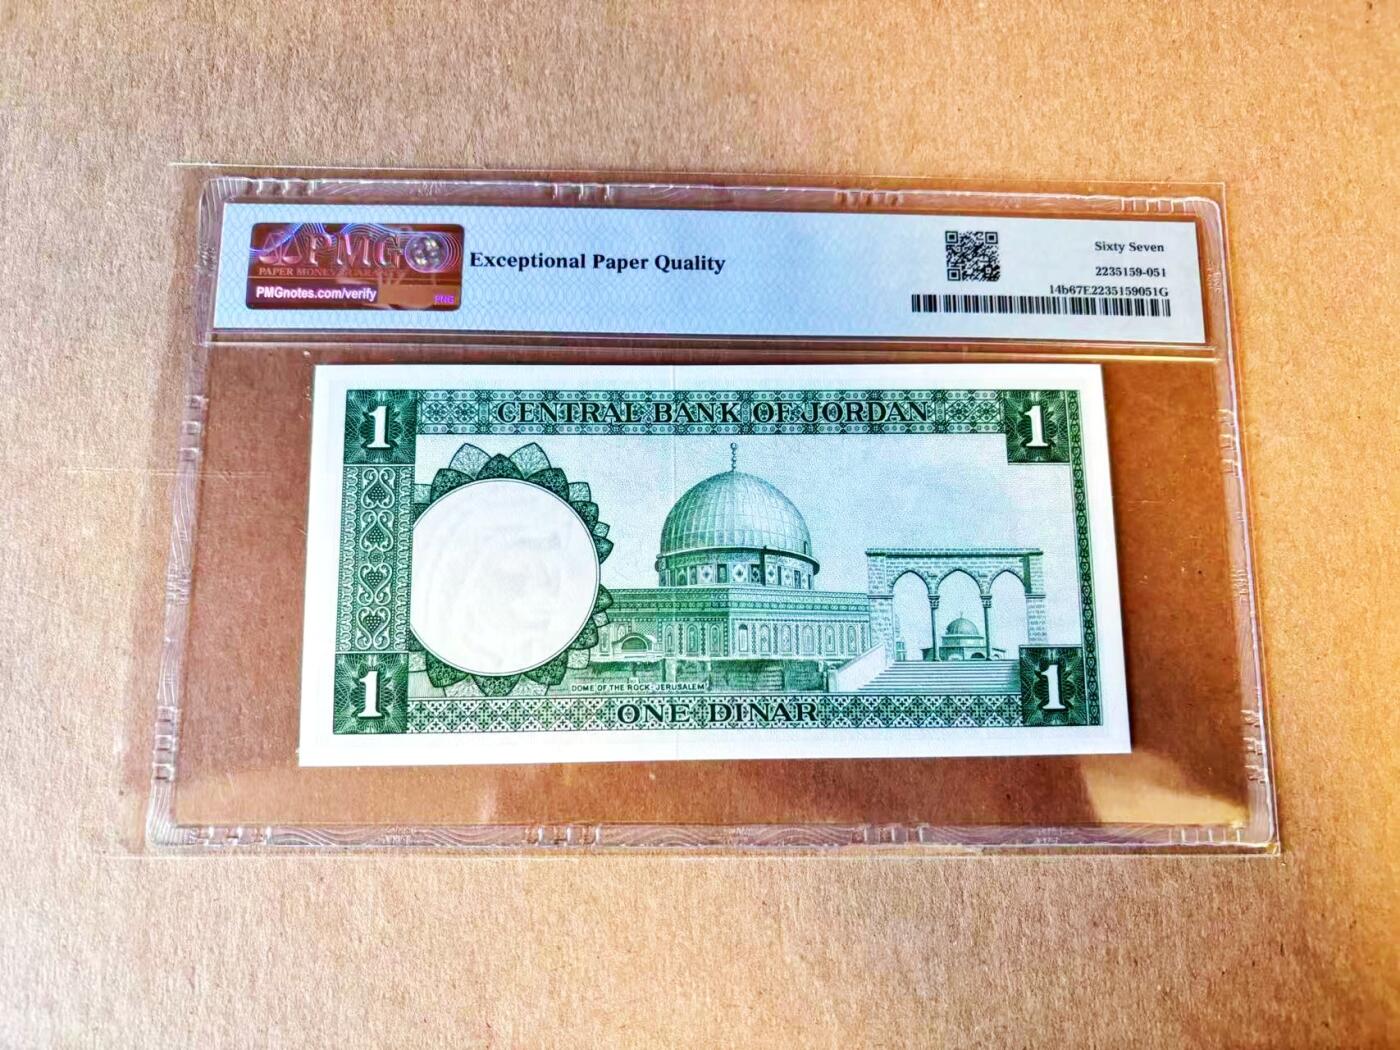 PMG
PAPER MONEY GUARANTY
PMGnotes.com/verify
PMG
Exceptional Paper Quality
Sixty Seven
2235159-051
14b67E2235159051G
1 CENTRAL BANK OF JORDAN 1
DOME OF THE ROCK, JERUSALEM
1 ONE DINAR 1